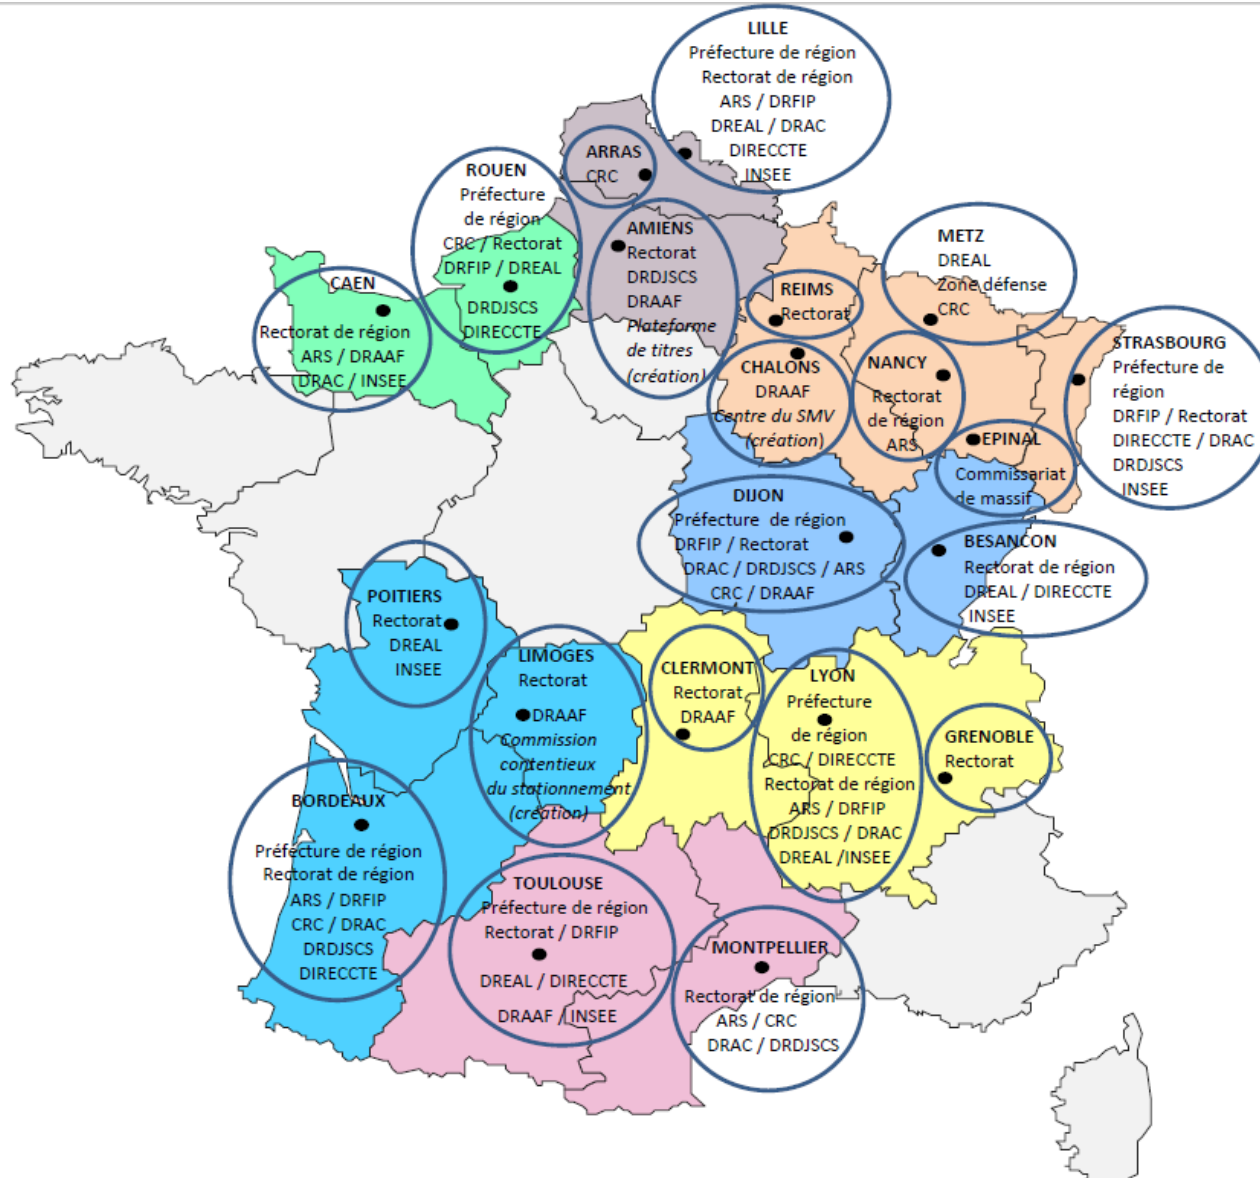 LILLE
Préfecture de région
Rectorat de région
ARS / DRFIP
DREAL / DRAC
DIRECCTE
INSEE
ARRAS
CRC
ROUEN
Préfecture
de région
CRC / Rectorat
DRFIP / DREAL
DRDJSCS
DIRECCTE
AMIENS
Rectorat
DRDJSCS
DRAAF
Plateforme
de titres
(création)
CAEN
Rectorat de région
ARS / DRAAF
DRAC / INSEE
METZ
DREAL
Zone défense
CRC
REIMS
Rectorat
STRASBOURG
Préfecture de
région
DRFIP / Rectorat
DIRECCTE / DRAC
DRDJSCS
INSEE
CHALONS
DRAAF
Centre du SMV
(création)
NANCY
Rectorat
de région
ARS
EPINAL
Commissariat
de massif
DIJON
Préfecture de région
DRFIP / Rectorat
DRAC / DRDJSCS / ARS
CRC / DRAAF
BESANCON
Rectorat de région
DREAL / DIRECCTE
INSEE
POITIERS
Rectorat
DREAL
INSEE
LIMOGES
Rectorat
DRAAF
Commission
contentieux
du stationnement
(création)
CLERMONT
Rectorat
DRAAF
LYON
Préfecture
de région
CRC / DIRECCTE
Rectorat de région
ARS / DRFIP
DRDJSCS / DRAC
DREAL /INSEE
GRENOBLE
Rectorat
BORDEAUX
Préfecture de région
Rectorat de région
ARS / DRFIP
CRC / DRAC
DRDJSCS
DIRECCTE
TOULOUSE
Préfecture de région
Rectorat / DRFIP
DREAL / DIRECCTE
DRAAF / INSEE
MONTPELLIER
Rectorat de région
ARS / CRC
DRAC / DRDJSCS